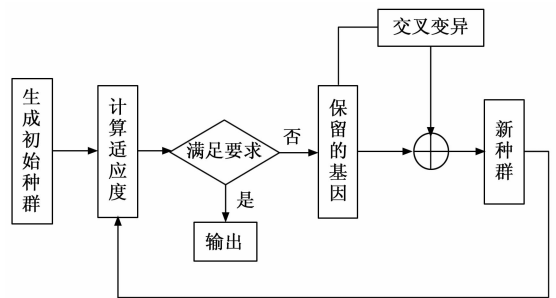 交叉变异
生成初始种群
计算适应度
满足要求
否
保留的基因
新种群
是
输出